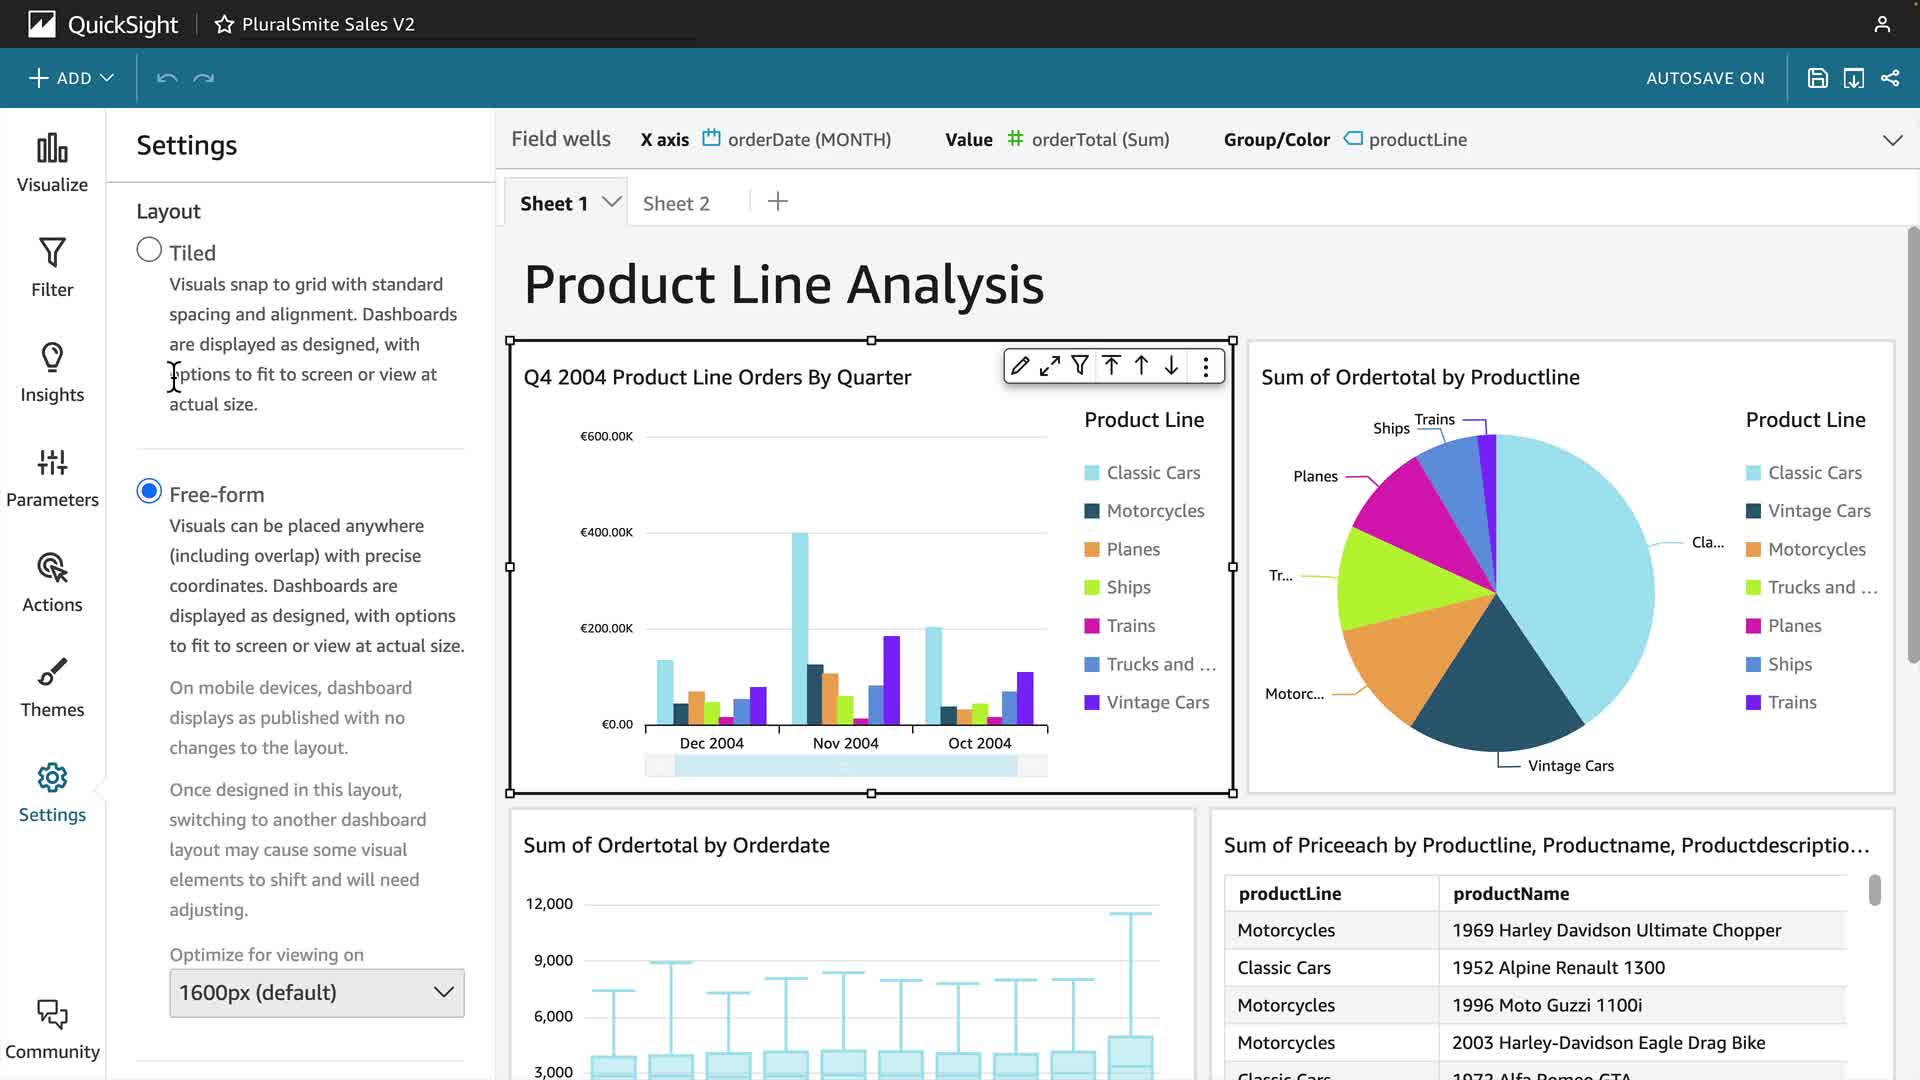 QuickSight
PluralSmite Sales V2
ADD
AUTOSAVE ON
Visualize
Filter
Insights
Parameters
Actions
Themes
Settings
Community
Settings
Layout
Tiled
Visuals snap to grid with standard
spacing and alignment. Dashboards
are displayed as designed, with
options to fit to screen or view at
actual size.
Free-form
Visuals can be placed anywhere
(including overlap) with precise
coordinates. Dashboards are
displayed as designed, with options
to fit to screen or view at actual size.
On mobile devices, dashboard
displays as published with no
changes to the layout.
Once designed in this layout,
switching to another dashboard
layout may cause some visual
elements to shift and will need
adjusting.
Optimize for viewing on
1600px (default)
Field wells X axis orderDate (MONTH) Value orderTotal (Sum) Group/Color productLine
Sheet 1 Sheet 2
Product Line Analysis
Q4 2004 Product Line Orders By Quarter
€600.00K
€400.00K
€200.00K
€0.00
Dec 2004 Nov 2004 Oct 2004
Product Line
Classic Cars
Motorcycles
Planes
Ships
Trains
Trucks and ...
Vintage Cars
Sum of Ordertotal by Productline
Trains
Ships
Planes
Tr...
Motorc...
Cla...
Vintage Cars
Product Line
Classic Cars
Vintage Cars
Motorcycles
Trucks and ...
Planes
Ships
Trains
Sum of Ordertotal by Orderdate
12,000
9,000
6,000
3,000
Sum of Priceeach by Productline, Productname, Productdescriptio...
productLine productName
Motorcycles 1969 Harley Davidson Ultimate Chopper
Classic Cars 1952 Alpine Renault 1300
Motorcycles 1996 Moto Guzzi 1100i
Motorcycles 2003 Harley-Davidson Eagle Drag Bike
Classic Cars 1972 Alfa Romeo GTA